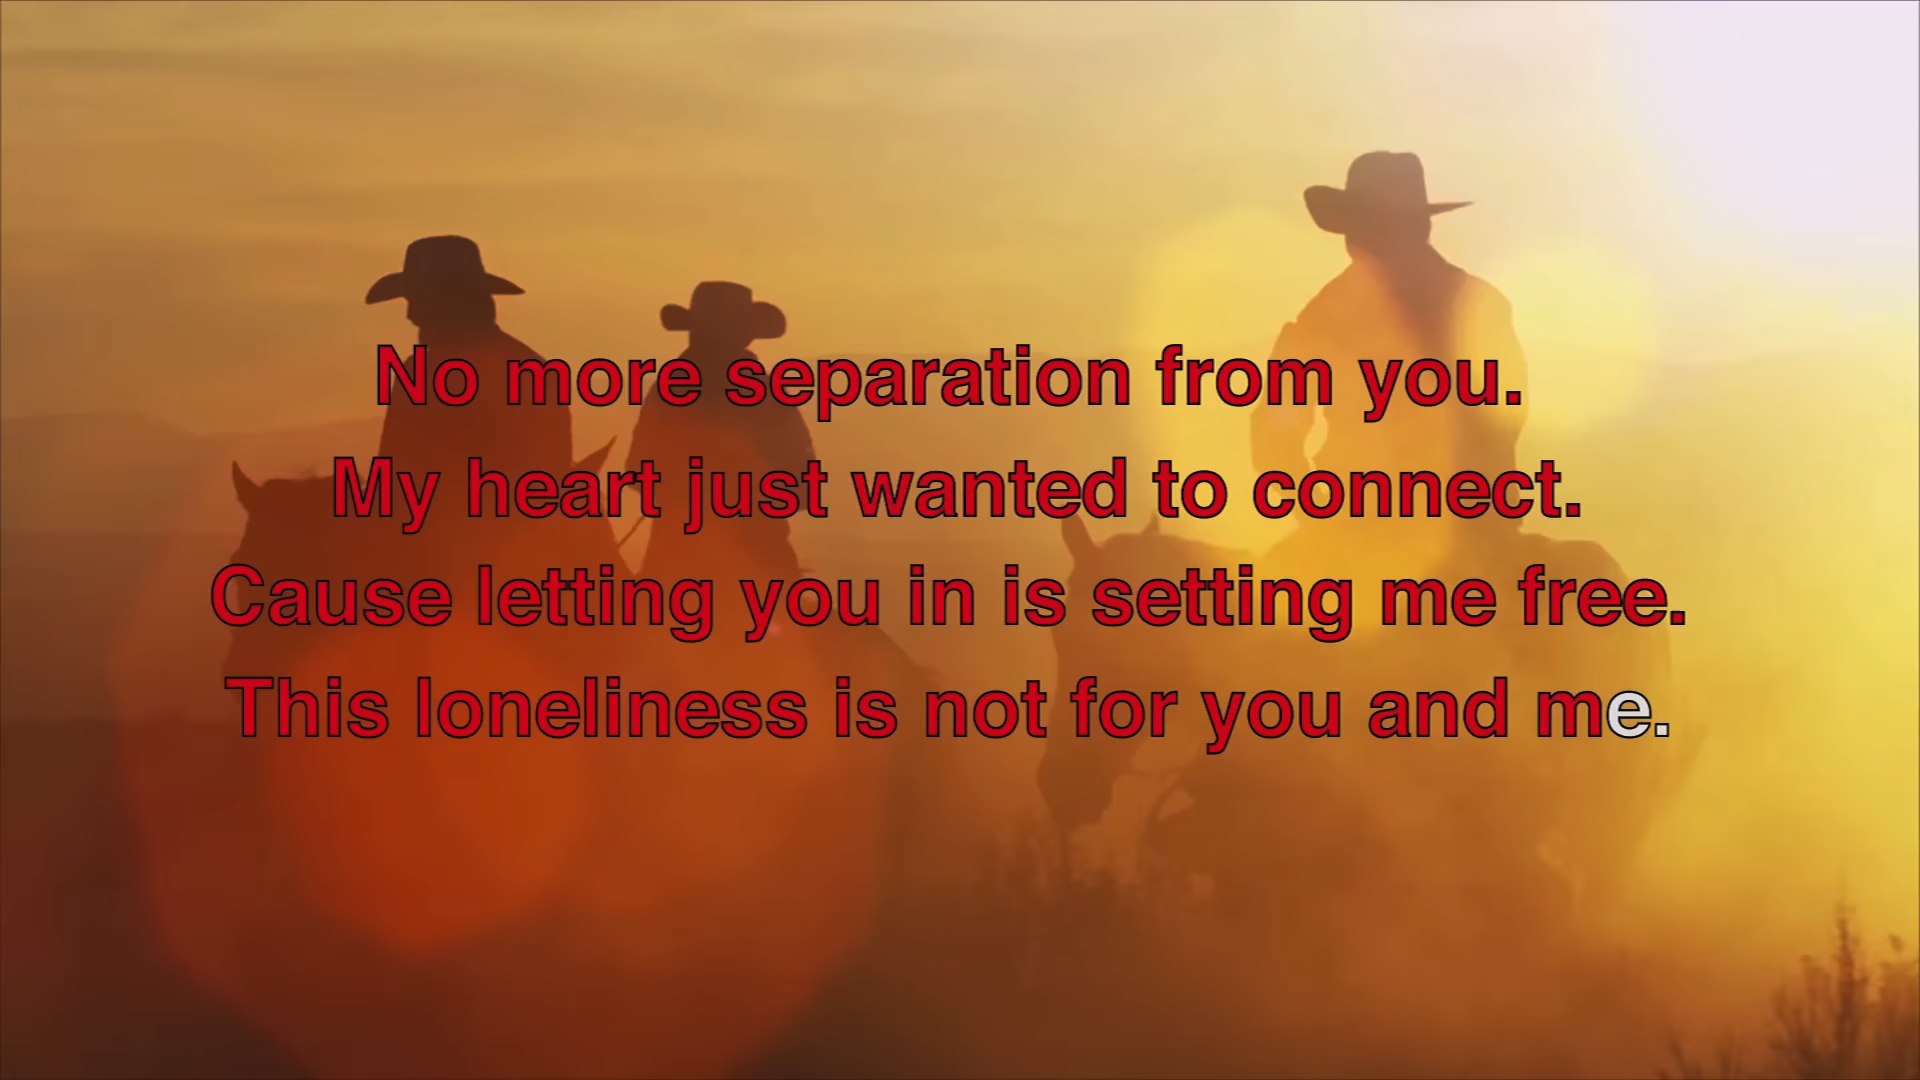 No more separation from you.
My heart just wanted to connect.
Cause letting you in is setting me free.
This loneliness is not for you and me.